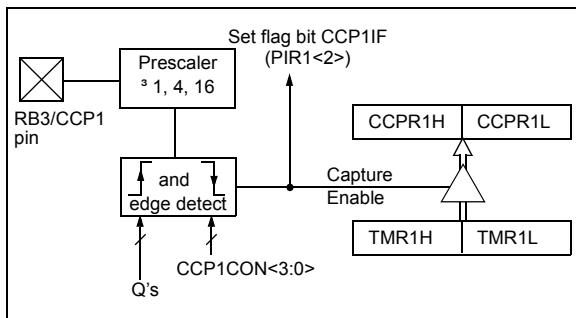 Set flag bit CCP1IF
(PIR1<2>)
Prescaler
³ 1, 4, 16
RB3/CCP1
pin
CCPR1H
CCPR1L
and
edge detect
Capture
Enable
TMR1H
TMR1L
CCP1CON<3:0>
Q's